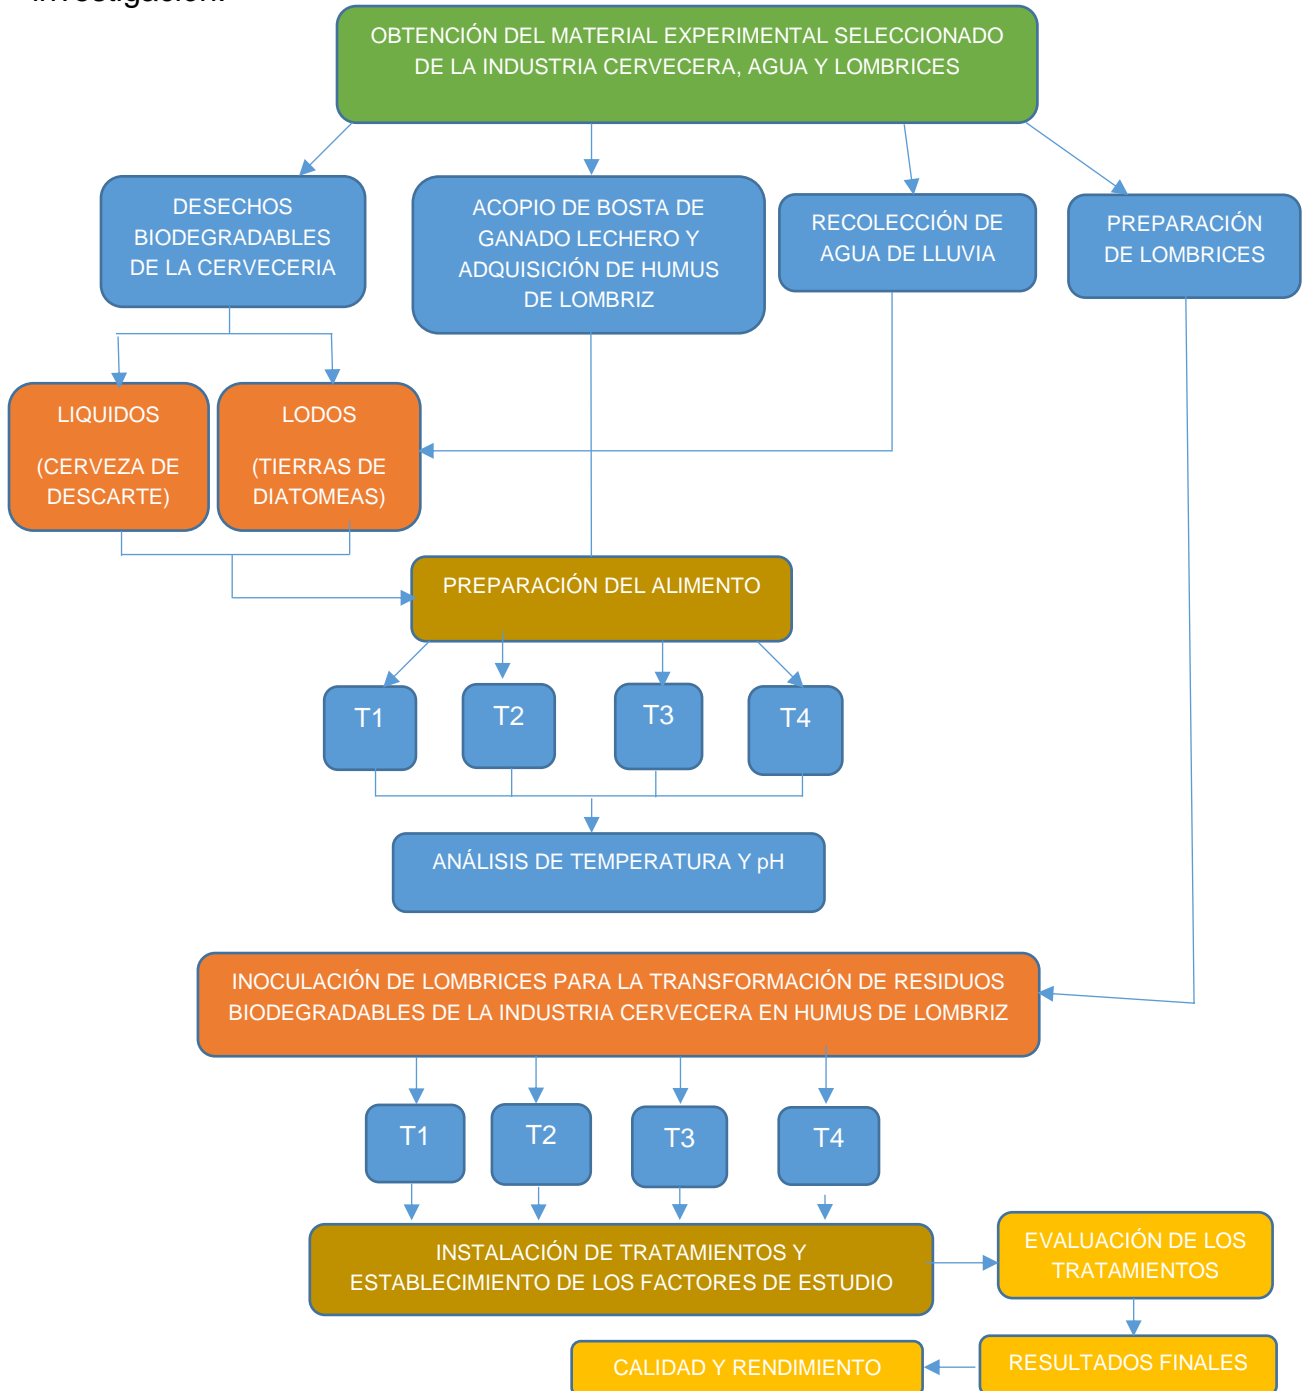 investigación.
OBTENCIÓN DEL MATERIAL EXPERIMENTAL SELECCIONADO
DE LA INDUSTRIA CERVECERA, AGUA Y LOMBRICES
DESECHOS
BIODEGRADABLES
DE LA CERVECERIA
ACOPIO DE BOSTA DE
GANADO LECHERO Y
ADQUISICIÓN DE HUMUS
DE LOMBRIZ
RECOLECCIÓN DE
AGUA DE LLUVIA
PREPARACIÓN
DE LOMBRICES
LIQUIDOS
(CERVEZA DE
DESCARTE)
LODOS
(TIERRAS DE
DIATOMEAS)
PREPARACIÓN DEL ALIMENTO
T1
T2
T3
T4
ANÁLISIS DE TEMPERATURA Y pH
INOCULACIÓN DE LOMBRICES PARA LA TRANSFORMACIÓN DE RESIDUOS
BIODEGRADABLES DE LA INDUSTRIA CERVECERA EN HUMUS DE LOMBRIZ
T1
T2
T3
T4
INSTALACIÓN DE TRATAMIENTOS Y
ESTABLECIMIENTO DE LOS FACTORES DE ESTUDIO
EVALUACIÓN DE LOS
TRATAMIENTOS
RESULTADOS FINALES
CALIDAD Y RENDIMIENTO